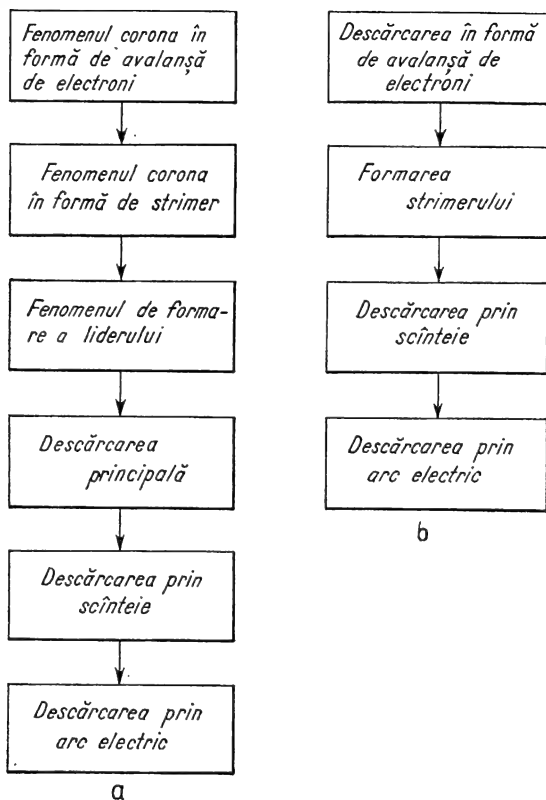 Fenomenul corona în
formă de avalanșă
de electroni
Fenomenul corona
în formă de strimer
Fenomenul de forma-
re a liderului
Descărcarea
principală
Descărcarea prin
scînteie
Descărcarea prin
arc electric
a
Descărcarea în formă
de avalanșă de
electroni
Formarea
strimerului
Descărcarea prin
scînteie
Descărcarea prin
arc electric
b